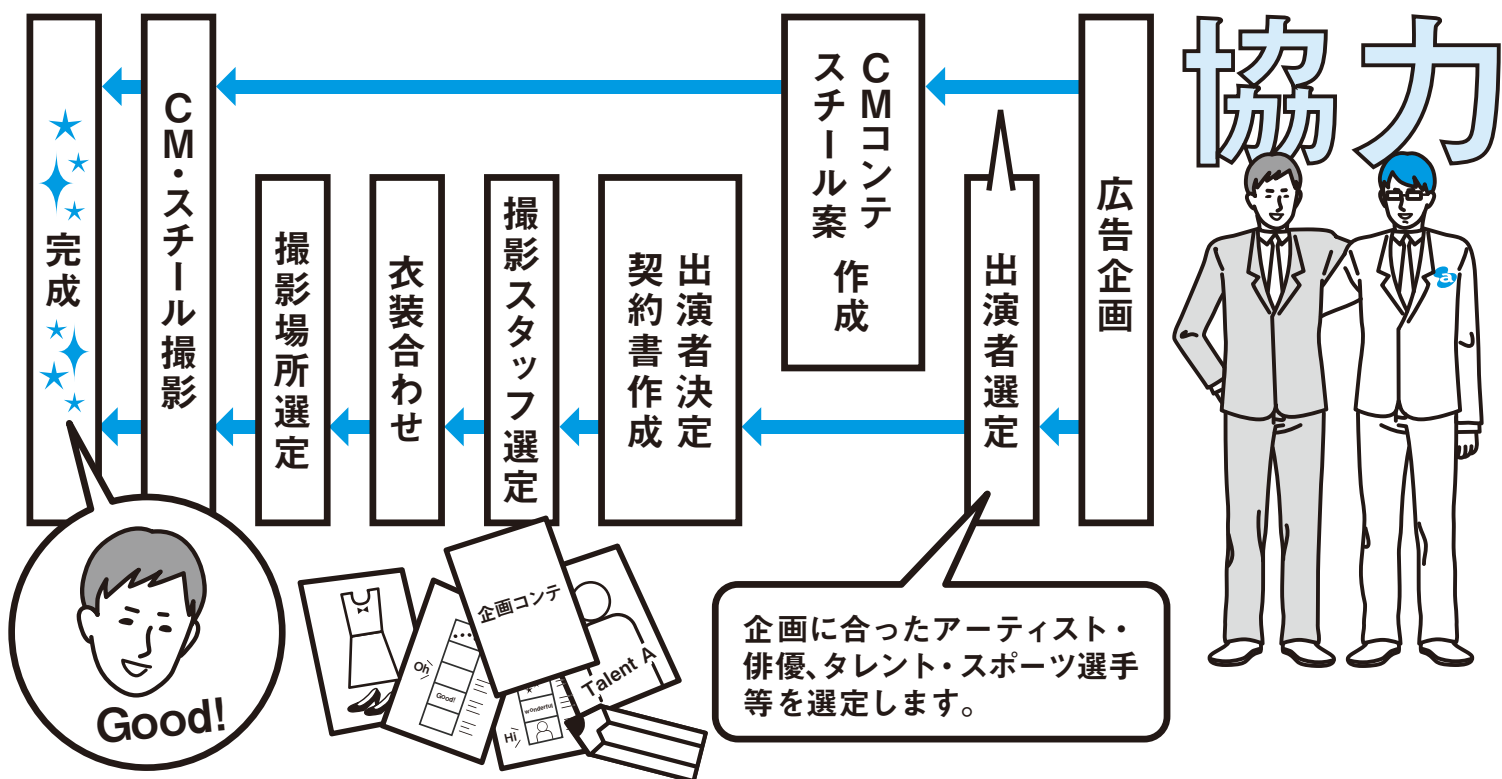 協力
広告企画
出演者選定
CMコンテ
スチール案 作成
出演者決定
契約書作成
撮影スタッフ選定
衣装合わせ
撮影場所選定
CM・スチール撮影
完成
企画に合ったアーティスト・
俳優、タレント・スポーツ選手
等を選定します。
企画コンテ
Talent A
Oh
Good!
wonderful
Hi
Good!
a